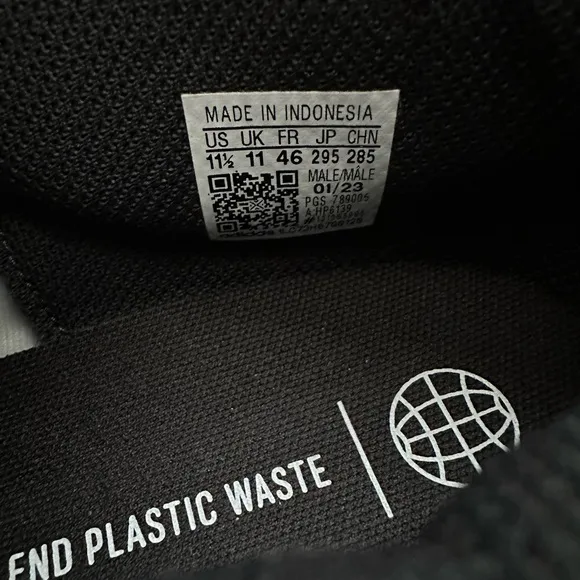 MADE IN INDONESIA
US UK FR JP CHN
11½ 11 46 295 285
MALE/MÂLE
01/23
PGS 789005
END PLASTIC WASTE